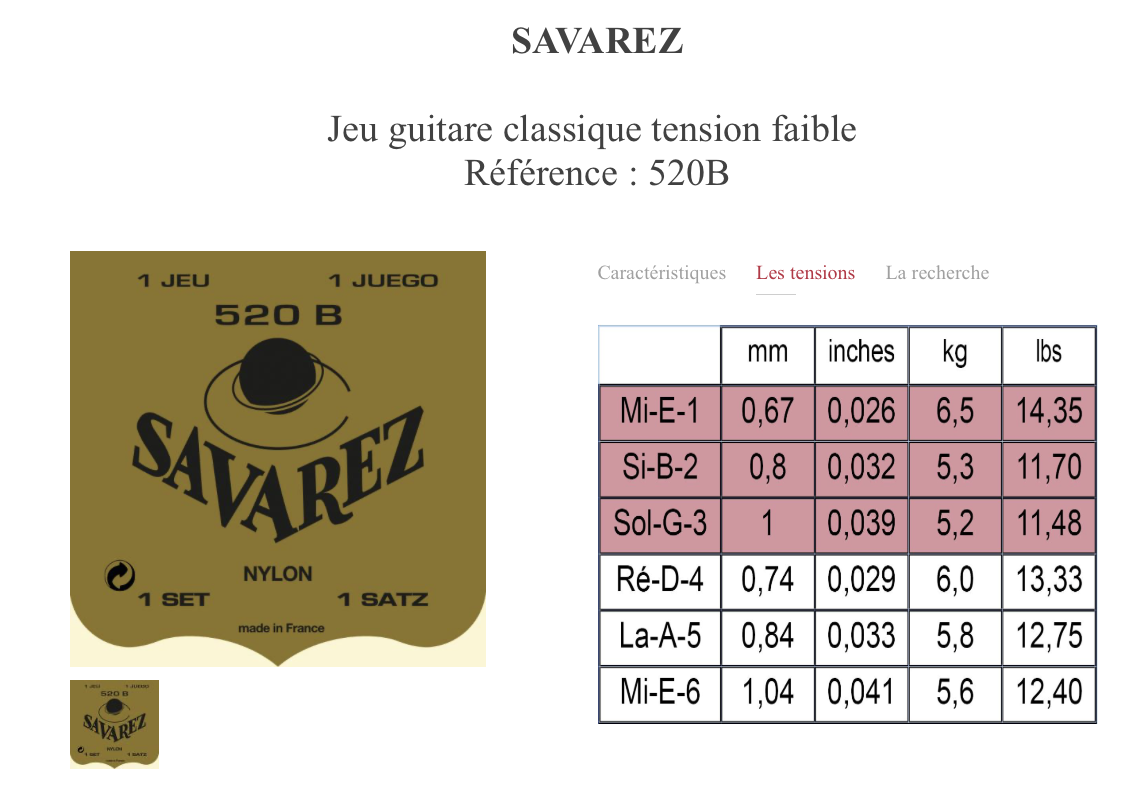 SAVAREZ
Jeu guitare classique tension faible
Référence : 520B
1 JEU 1 JUEGO
520 B
SAVAREZ
NYLON
1 SET 1 SATZ
made in France
1 JEU 1 JUEGO
520 B
SAVAREZ
NYLON
1 SET 1 SATZ
Caractéristiques Les tensions La recherche
mm inches kg lbs
Mi-E-1 0,67 0,026 6,5 14,35
Si-B-2 0,8 0,032 5,3 11,70
Sol-G-3 1 0,039 5,2 11,48
Ré-D-4 0,74 0,029 6,0 13,33
La-A-5 0,84 0,033 5,8 12,75
Mi-E-6 1,04 0,041 5,6 12,40